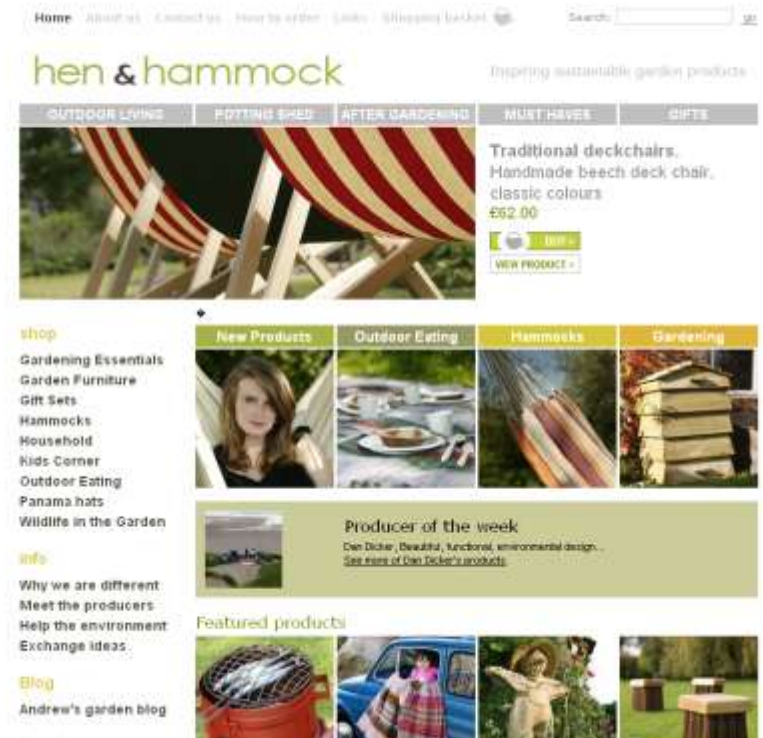 Home About us Contact us How to order Links Shopping basket
Search:
go
hen & hammock
Inspiring sustainable garden products
OUTDOOR LIVING POTTING SHED AFTER GARDENING MUST HAVES GIFTS
Traditional deckchairs.
Handmade beech deck chair,
classic colours
£62.00
BUY >
VIEW PRODUCT >
shop
Gardening Essentials
Garden Furniture
Gift Sets
Hammocks
Household
Kids Corner
Outdoor Eating
Panama hats
Wildlife in the Garden
info
Why we are different
Meet the producers
Help the environment
Exchange ideas
Blog
Andrew's garden blog
New Products Outdoor Eating Hammocks Gardening
Producer of the week
Dan Dicker, Beautiful, functional, environmental design...
See more of Dan Dicker's products
Featured products